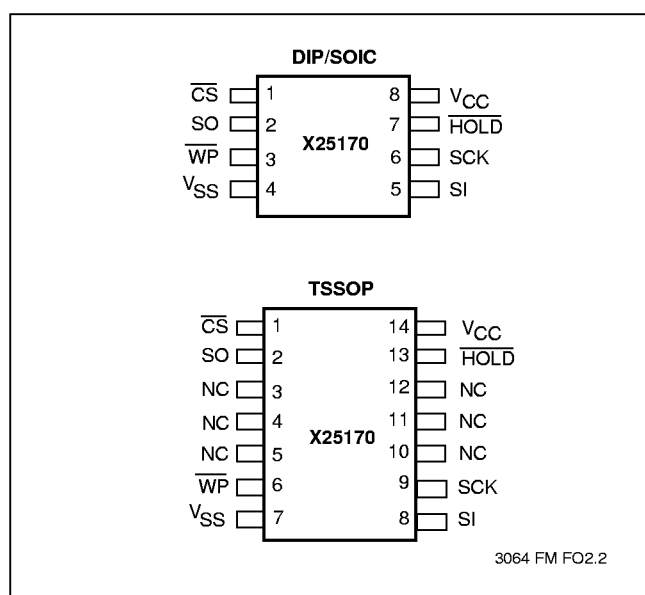 DIP/SOIC
CS 1 8 VCC
SO 2 X25170 7 HOLD
WP 3 6 SCK
VSS 4 5 SI
TSSOP
CS 1 14 VCC
SO 2 13 HOLD
NC 3 12 NC
NC 4 X25170 11 NC
NC 5 10 NC
WP 6 9 SCK
VSS 7 8 SI
3064 FM FO2.2